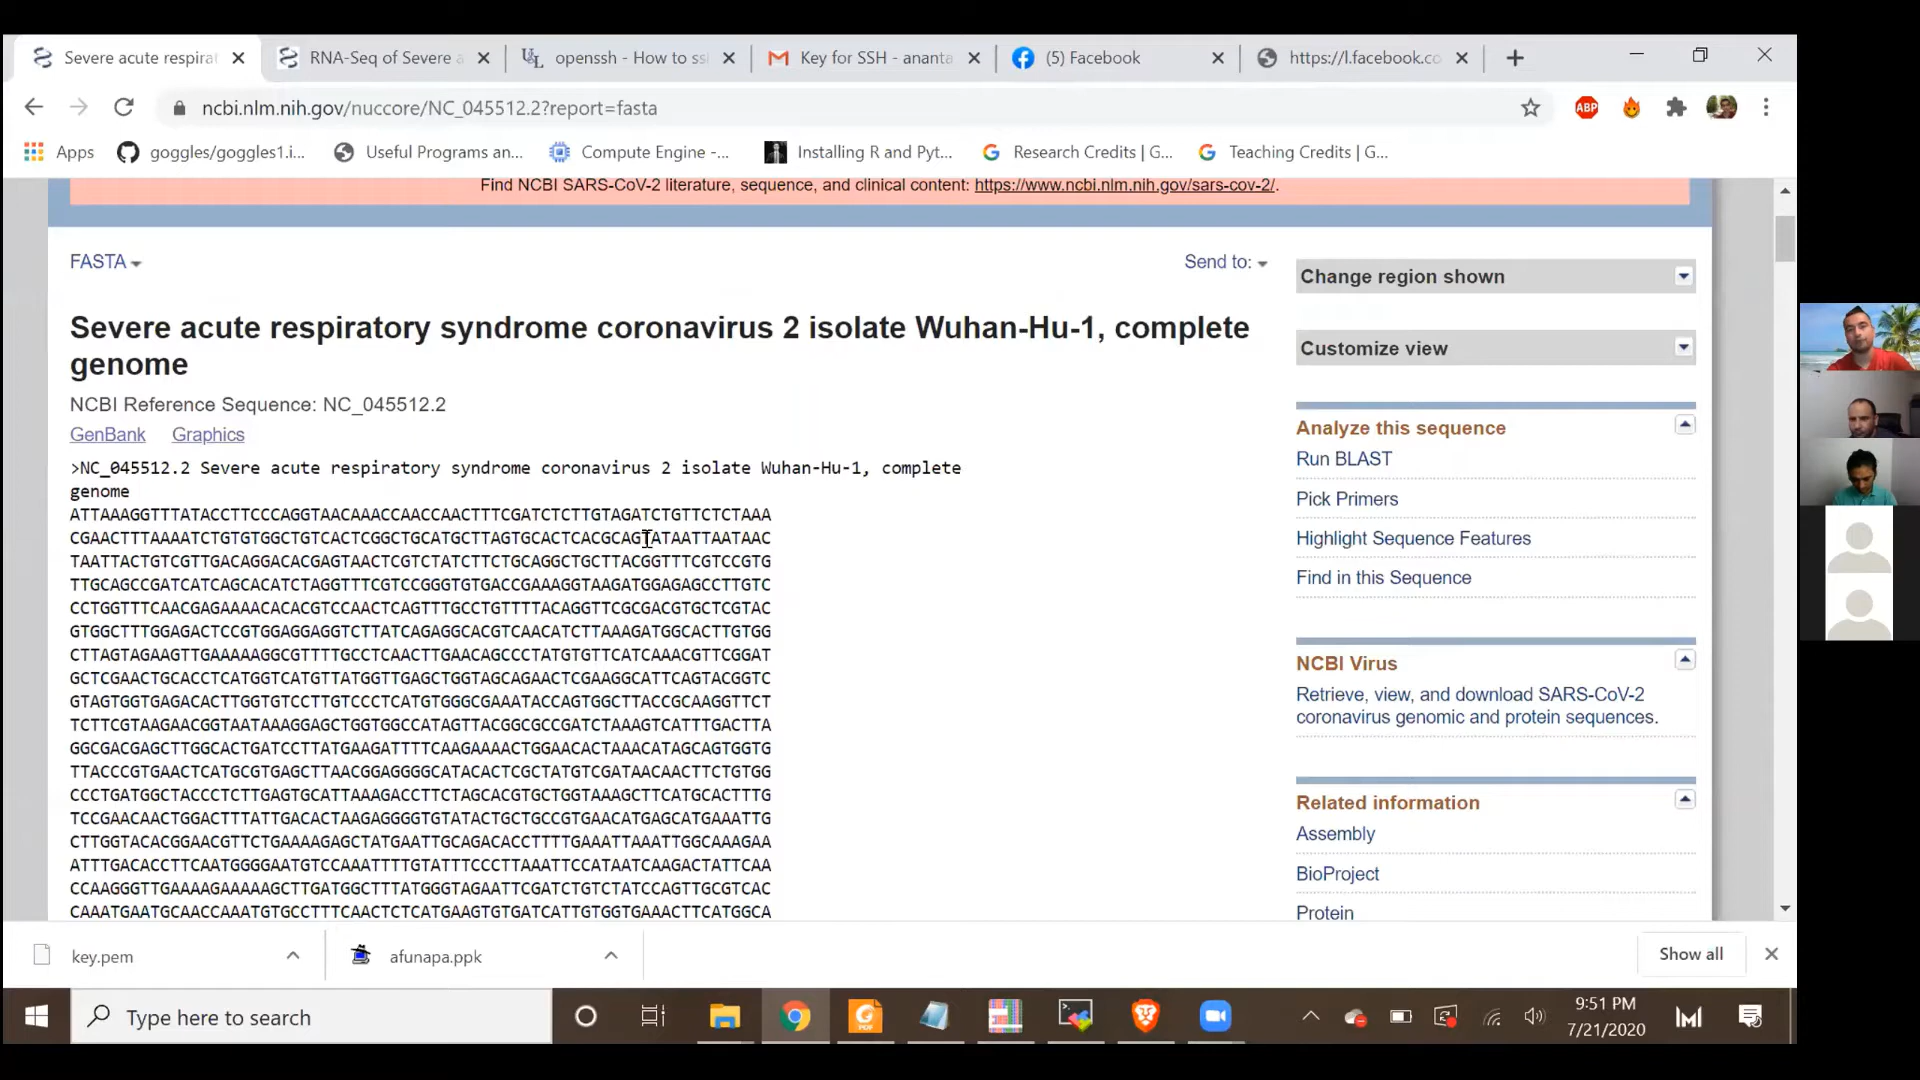 Severe acute respira
RNA-Seq of Severe a
openssh - How to ss
Key for SSH - ananta
(5) Facebook
https://l.facebook.co
ncbi.nlm.nih.gov/nuccore/NC_045512.2?report=fasta
ABP
Apps
goggles/goggles1.i...
Useful Programs an...
Compute Engine -...
Installing R and Pyt...
Research Credits | G...
Teaching Credits | G...
Find NCBI SARS-CoV-2 literature, sequence, and clinical content: https://www.ncbi.nlm.nih.gov/sars-cov-2/.
FASTA
Send to:
Severe acute respiratory syndrome coronavirus 2 isolate Wuhan-Hu-1, complete
genome
NCBI Reference Sequence: NC_045512.2
GenBank Graphics
>NC_045512.2 Severe acute respiratory syndrome coronavirus 2 isolate Wuhan-Hu-1, complete
genome
ATTAAAGGTTTATACCTTCCCAGGTAACAAACCAACCAACTTTCGATCTCTTGTAGATCTGTTCTCTAAA
CGAACTTTAAAATCTGTGTGGCTGTCACTCGGCTGCATGCTTAGTGCACTCACGCAGTATAATTAATAAC
TAATTACTGTCGTTGACAGGACACGAGTAACTCGTCTATCTTCTGCAGGCTGCTTACGGTTTCGTCCGTG
TTGCAGCCGATCATCAGCACATCTAGGTTTCGTCCGGGTGTGACCGAAAGGTAAGATGGAGAGCCTTGTC
CCTGGTTTCAACGAGAAAACACACGTCCAACTCAGTTTGCCTGTTTTACAGGTTCGCGACGTGCTCGTAC
GTGGCTTTGGAGACTCCGTGGAGGAGGTCTTATCAGAGGCACGTCAACATCTTAAAGATGGCACTTGTGG
CTTAGTAGAAGTTGAAAAAGGCGTTTTGCCTCAACTTGAACAGCCCTATGTGTTCATCAAACGTTCGGAT
GCTCGAACTGCACCTCATGGTCATGTTATGGTTGAGCTGGTAGCAGAACTCGAAGGCATTCAGTACGGTC
GTAGTGGTGAGACACTTGGTGTCCTTGTCCCTCATGTGGGCGAAATACCAGTGGCTTACCGCAAGGTTCT
TCTTCGTAAGAACGGTAATAAAGGAGCTGGTGGCCATAGTTACGGCGCCGATCTAAAGTCATTTGACTTA
GGCGACGAGCTTGGCACTGATCCTTATGAAGATTTTCAAGAAAACTGGAACACTAAACATAGCAGTGGTG
TTACCCGTGAACTCATGCGTGAGCTTAACGGAGGGGCATACACTCGCTATGTCGATAACAACTTCTGTGG
CCCTGATGGCTACCCTCTTGAGTGCATTAAAGACCTTCTAGCACGTGCTGGTAAAGCTTCATGCACTTTG
TCCGAACAACTGGACTTTATTGACACTAAGAGGGGTGTATACTGCTGCCGTGAACATGAGCATGAAATTG
CTTGGTACACGGAACGTTCTGAAAAGAGCTATGAATTGCAGACACCTTTTGAAATTAAATTGGCAAAGAA
ATTTGACACCTTCAATGGGGAATGTCCAAATTTTGTATTTCCCTTAAATTCCATAATCAAGACTATTCAA
CCAAGGGTTGAAAAGAAAAAGCTTGATGGCTTTATGGGTAGAATTCGATCTGTCTATCCAGTTGCGTCAC
CAAATGAATGCAACCAAATGTGCCTTTCAACTCTCATGAAGTGTGATCATTGTGGTGAAACTTCATGGCA
Change region shown
Customize view
Analyze this sequence
Run BLAST
Pick Primers
Highlight Sequence Features
Find in this Sequence
NCBI Virus
Retrieve, view, and download SARS-CoV-2
coronavirus genomic and protein sequences.
Related information
Assembly
BioProject
Protein
key.pem
afunapa.ppk
Show all
Type here to search
9:51 PM
7/21/2020